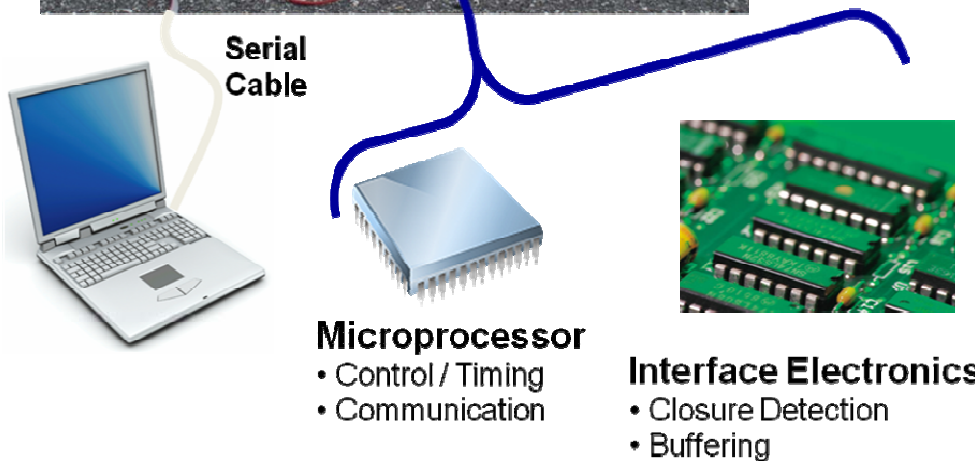 Serial
Cable
Microprocessor
• Control / Timing
• Communication
Interface Electronics
• Closure Detection
• Buffering